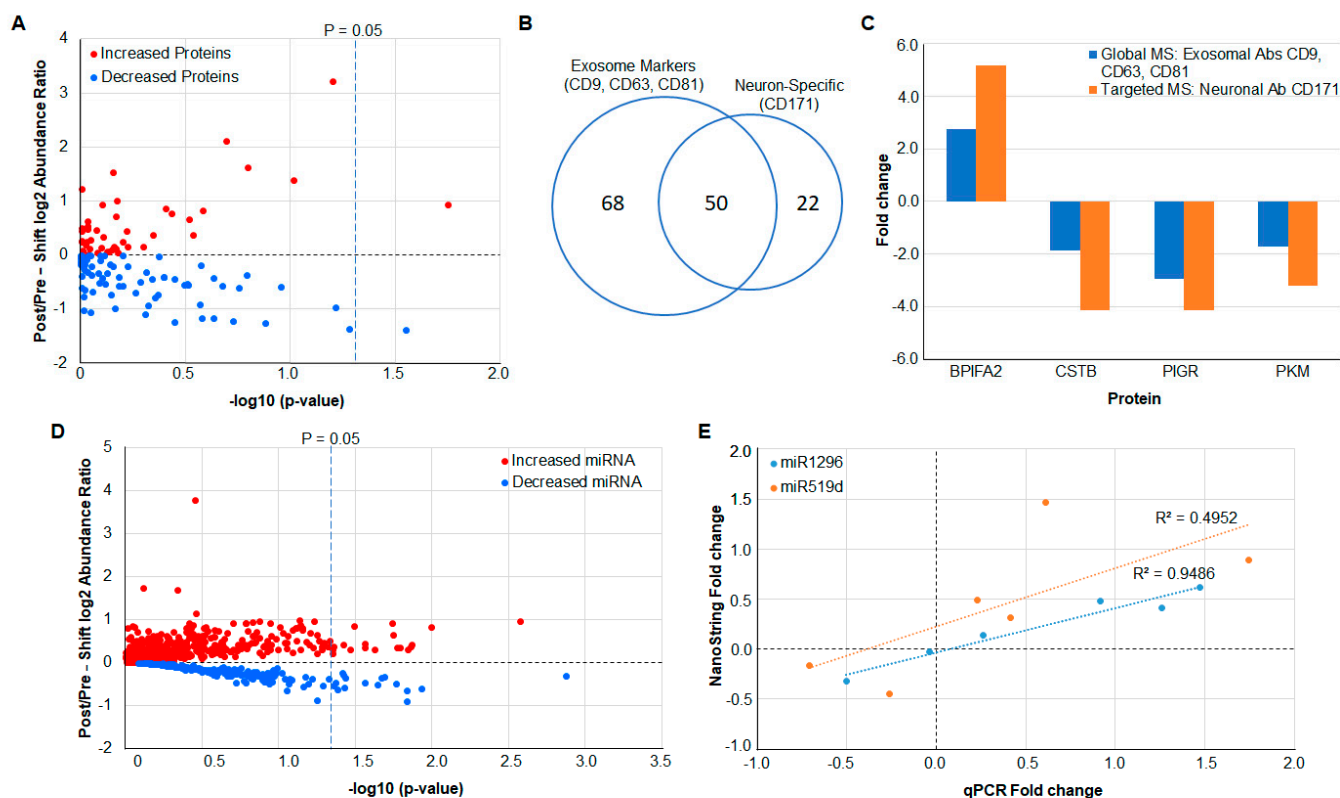 A
P = 0.05
Post/Pre – Shift log2 Abundance Ratio
4
3
2
1
0
-1
-2
Increased Proteins
Decreased Proteins
0
0.5
1.0
1.5
2.0
-log10 (p-value)
B
Exosome Markers
(CD9, CD63, CD81)
Neuron-Specific
(CD171)
68
50
22
C
Fold change
6.0
4.0
2.0
0.0
-2.0
-4.0
-6.0
Global MS: Exosomal Abs CD9,
CD63, CD81
Targeted MS: Neuronal Ab CD171
BPIFA2
CSTB
PIGR
PKM
Protein
D
P = 0.05
Post/Pre – Shift log2 Abundance Ratio
5
4
3
2
1
0
-1
-2
Increased miRNA
Decreased miRNA
0
0.5
1.0
1.5
2.0
2.5
3.0
3.5
-log10 (p-value)
E
NanoString Fold change
2.0
1.5
1.0
0.5
0.0
-0.5
-1.0
miR1296
miR519d
R² = 0.4952
R² = 0.9486
-1.0
-0.5
0.0
0.5
1.0
1.5
2.0
qPCR Fold change